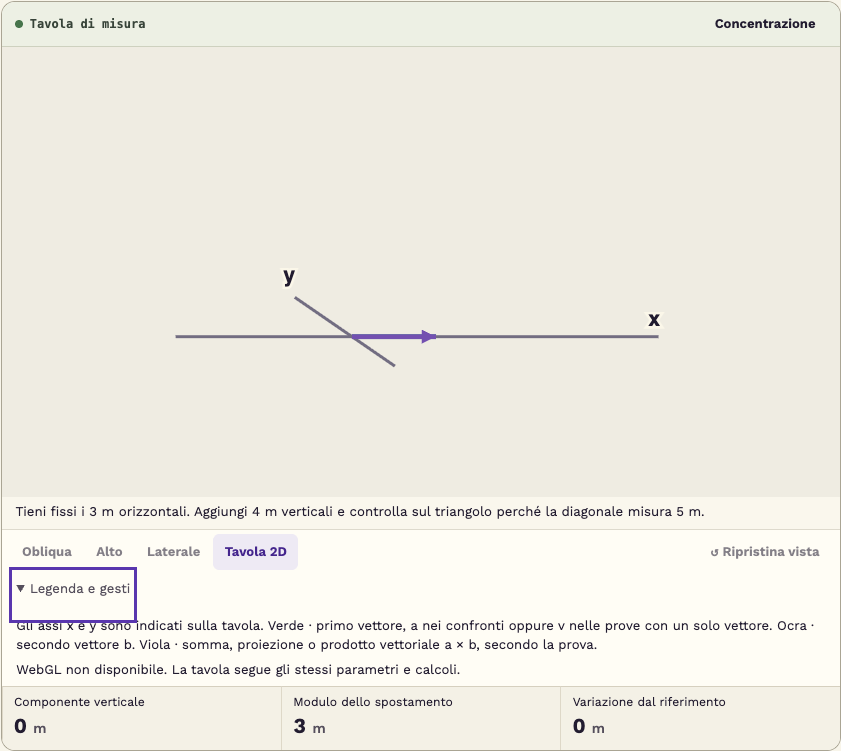 Tavola di misura
Concentrazione
y
x
Tieni fissi i 3 m orizzontali. Aggiungi 4 m verticali e controlla sul triangolo perché la diagonale misura 5 m.
Obliqua Alto Laterale Tavola 2D ↺ Ripristina vista
▼ Legenda e gesti
Gli assi x e y sono indicati sulla tavola. Verde · primo vettore, a nei confronti oppure v nelle prove con un solo vettore. Ocra ·
secondo vettore b. Viola · somma, proiezione o prodotto vettoriale a × b, secondo la prova.
WebGL non disponibile. La tavola segue gli stessi parametri e calcoli.
Componente verticale
0 m
Modulo dello spostamento
3 m
Variazione dal riferimento
0 m